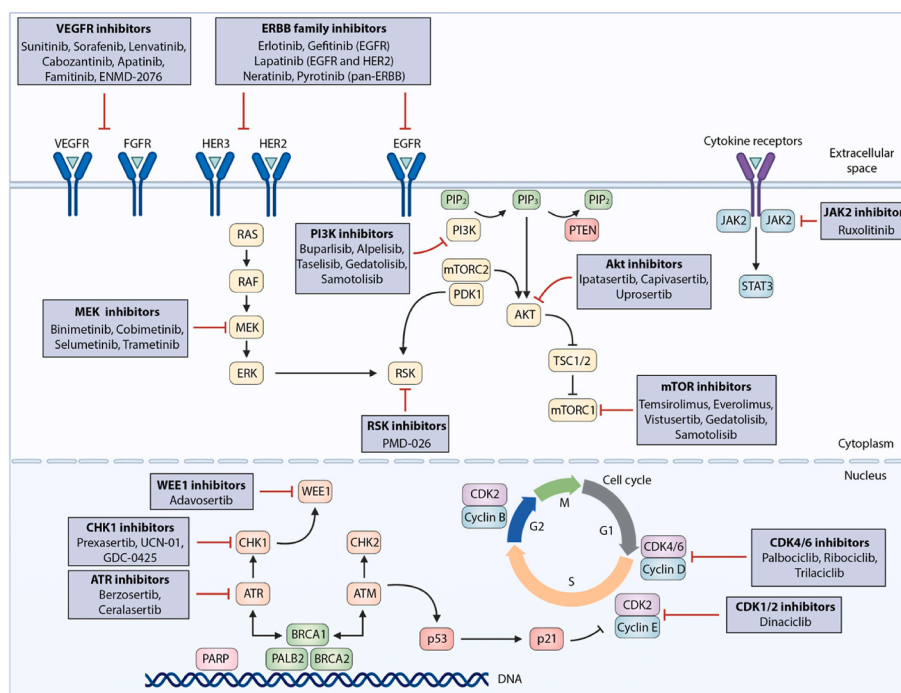 VEGFR inhibitors
Sunitinib, Sorafenib, Lenvatinib,
Cabozantinib, Apatinib,
Famitinib, ENMD-2076
ERBB family inhibitors
Erlotinib, Gefitinib (EGFR)
Lapatinib (EGFR and HER2)
Neratinib, Pyrotinib (pan-ERBB)
VEGFR
FGFR
HER3
HER2
EGFR
Cytokine receptors
Extracellular
space
PIP2
PIP3
PIP2
PI3K
PTEN
JAK2
JAK2
JAK2 inhibitor
Ruxolitinib
STAT3
RAS
RAF
MEK
ERK
PI3K inhibitors
Buparlisib, Alpelisib,
Taselisib, Gedatolisib,
Samotolisib
mTORC2
PDK1
AKT
Akt inhibitors
Ipatasertib, Capivasertib,
Uprosertib
MEK inhibitors
Binimetinib, Cobimetinib,
Selumetinib, Trametinib
RSK
TSC1/2
mTORC1
RSK inhibitors
PMD-026
mTOR inhibitors
Temsirolimus, Everolimus,
Vistusertib, Gedatolisib,
Samotolisib
Cytoplasm
Nucleus
WEE1 inhibitors
Adavosertib
WEE1
CHK1 inhibitors
Prexasertib, UCN-01,
GDC-0425
CHK1
CHK2
ATR inhibitors
Berzosertib,
Ceralasertib
ATR
ATM
BRCA1
PALB2
BRCA2
PARP
DNA
p53
p21
Cell cycle
CDK2
Cyclin B
G2
M
G1
S
CDK4/6
Cyclin D
CDK4/6 inhibitors
Palbociclib, Ribociclib,
Trilaciclib
CDK2
Cyclin E
CDK1/2 inhibitors
Dinaciclib